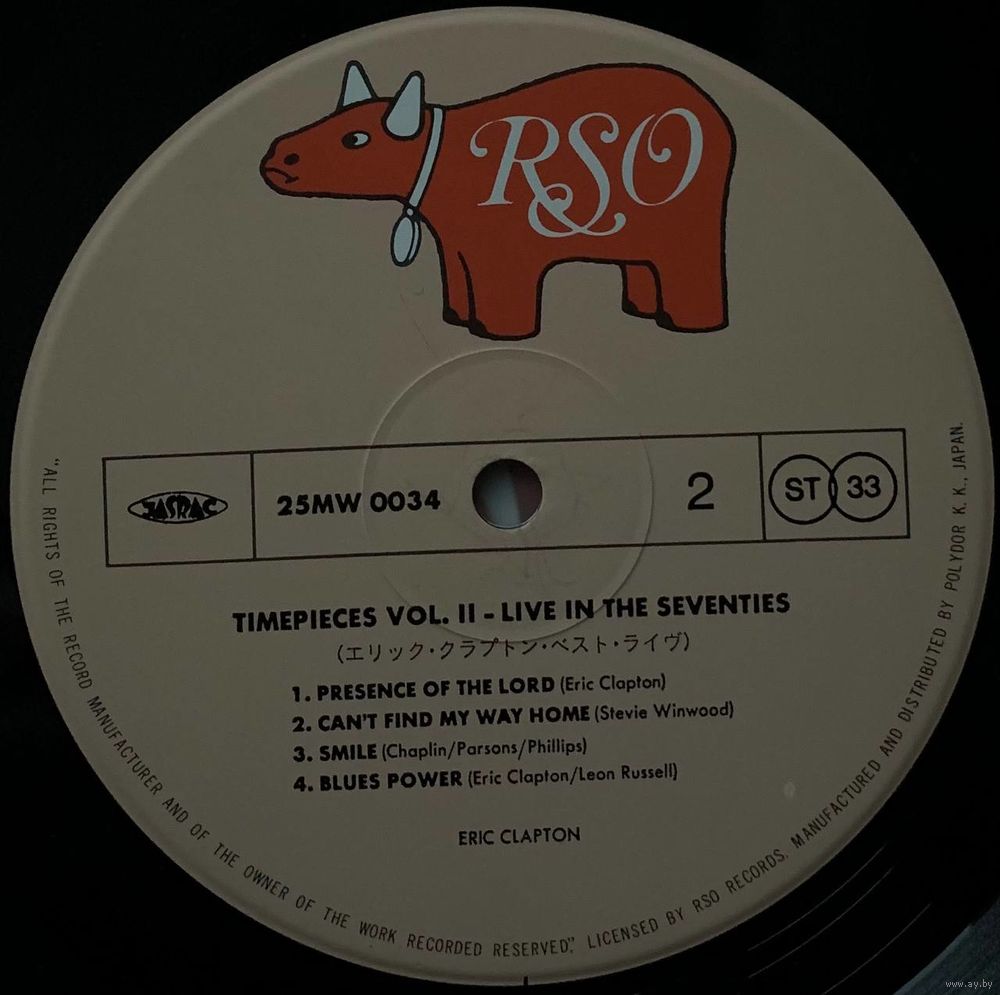 RSO
JASRAC
25MW 0034
2
ST 33
TIMEPIECES VOL. II - LIVE IN THE SEVENTIES
(エリック・クラプトン・ベスト・ライヴ)
1. PRESENCE OF THE LORD (Eric Clapton)
2. CAN'T FIND MY WAY HOME (Stevie Winwood)
3. SMILE (Chaplin/Parsons/Phillips)
4. BLUES POWER (Eric Clapton/Leon Russell)
ERIC CLAPTON
"ALL RIGHTS OF THE RECORD MANUFACTURER AND OF THE OWNER OF THE WORK RECORDED RESERVED". LICENSED BY RSO RECORDS. MANUFACTURED AND DISTRIBUTED BY POLYDOR K. K., JAPAN.
www.ay.by